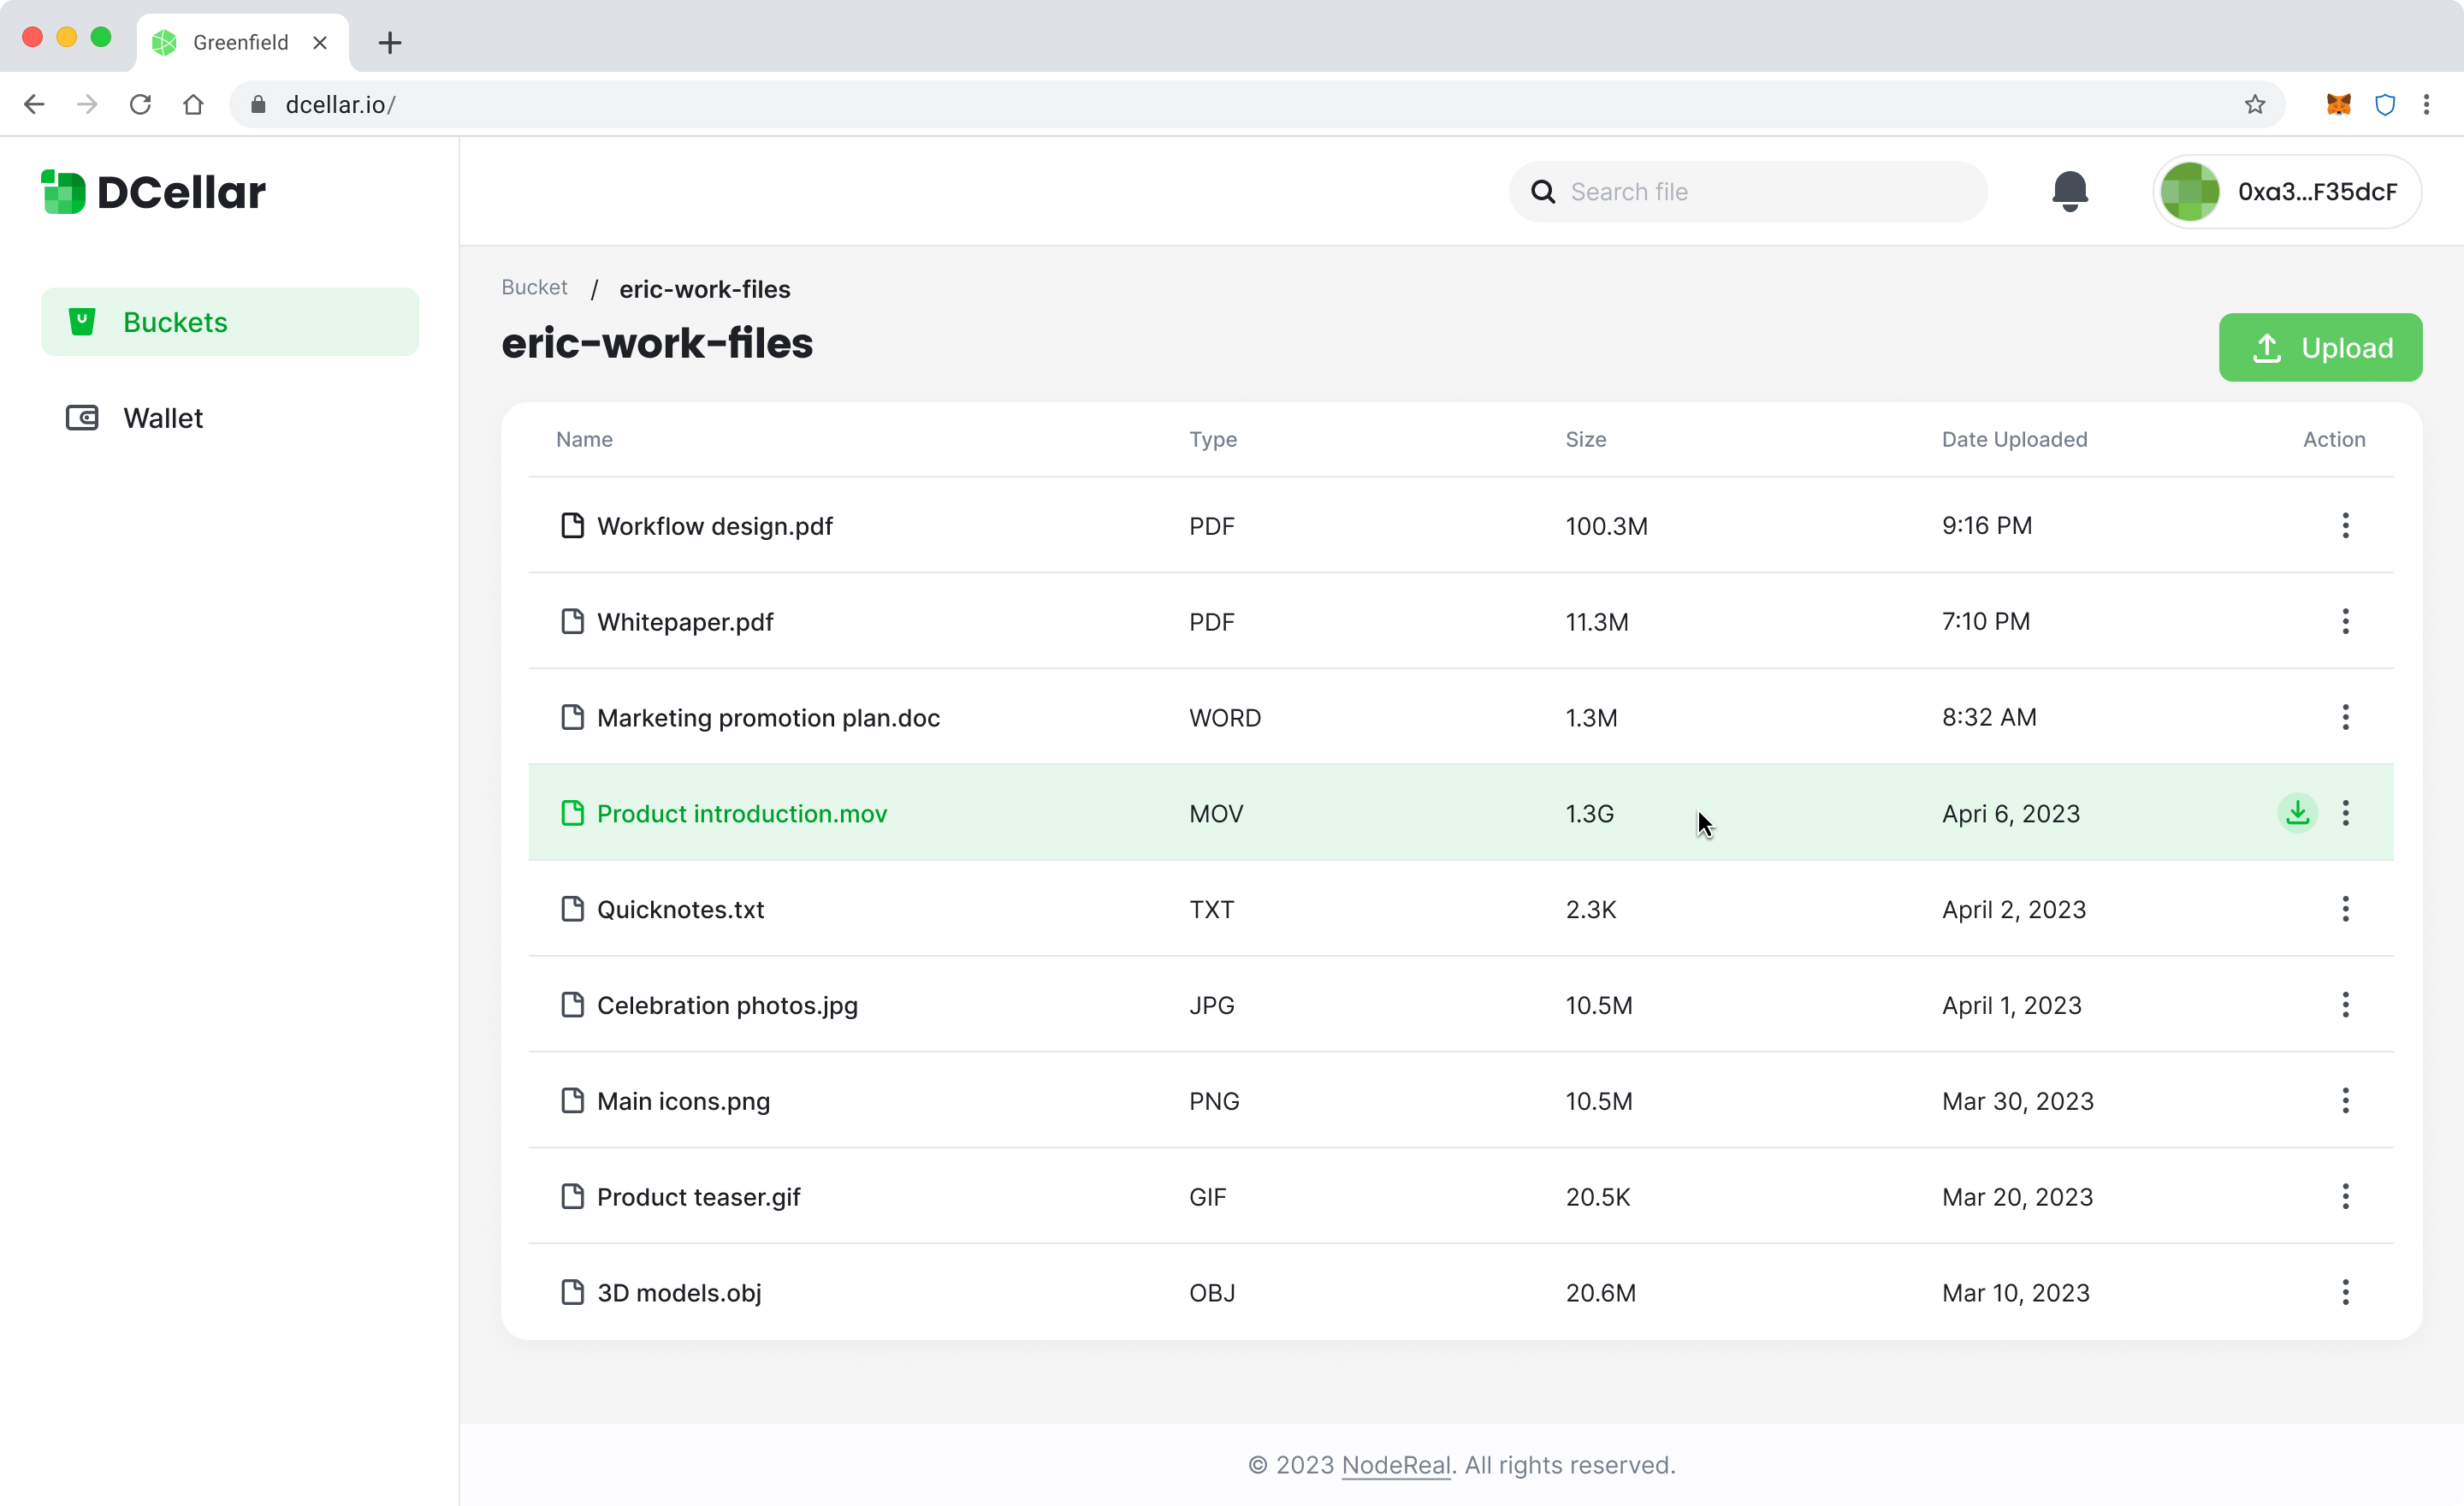 Greenfield
dcellar.io/
DCellar
Search file
0xa3...F35dcF
Buckets
Wallet
Bucket / eric-work-files
eric-work-files
Upload
Name Type Size Date Uploaded Action
Workflow design.pdf PDF 100.3M 9:16 PM
Whitepaper.pdf PDF 11.3M 7:10 PM
Marketing promotion plan.doc WORD 1.3M 8:32 AM
Product introduction.mov MOV 1.3G Apri 6, 2023
Quicknotes.txt TXT 2.3K April 2, 2023
Celebration photos.jpg JPG 10.5M April 1, 2023
Main icons.png PNG 10.5M Mar 30, 2023
Product teaser.gif GIF 20.5K Mar 20, 2023
3D models.obj OBJ 20.6M Mar 10, 2023
© 2023 NodeReal. All rights reserved.